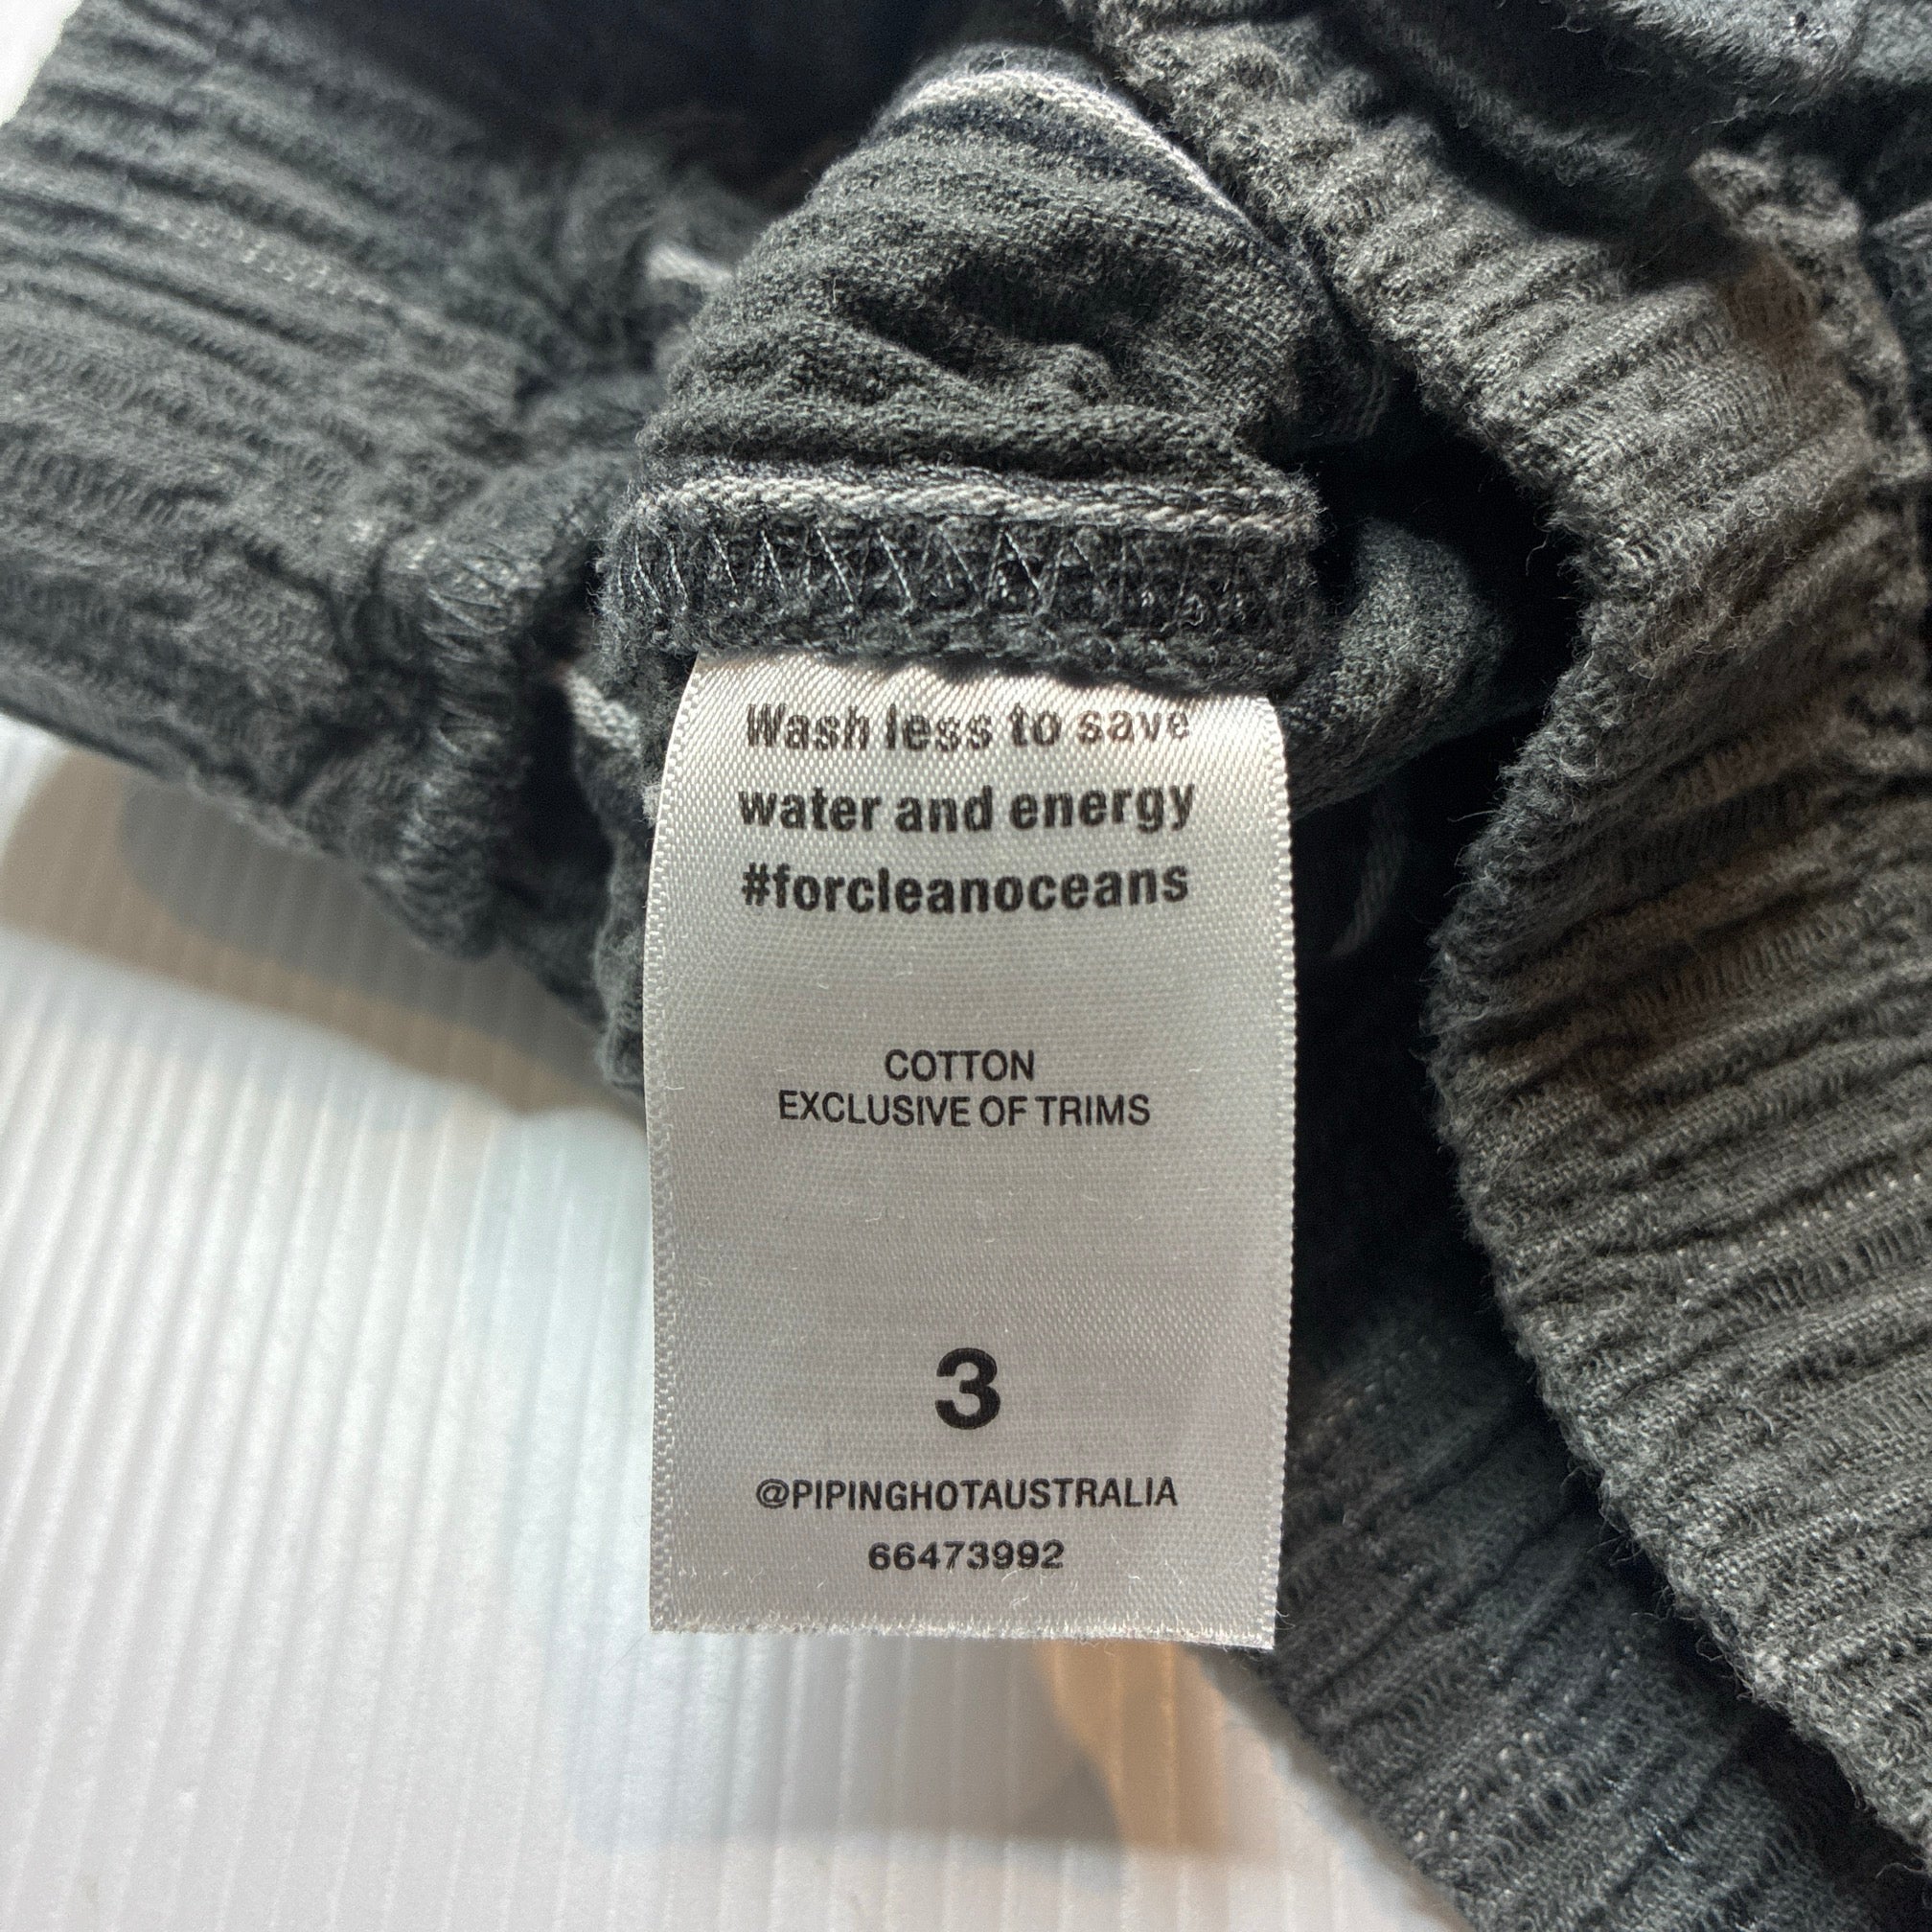 Wash less to save
water and energy
#forcleanoceans
COTTON
EXCLUSIVE OF TRIMS
3
@PIPINGHOTAUSTRALIA
66473992